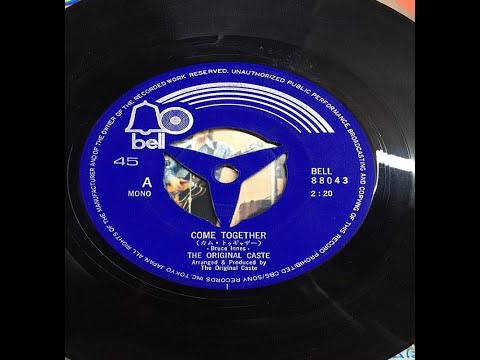 ALL RIGHTS OF THE MANUFACTURER AND OF THE OWNER OF THE RECORDED WORK RESERVED. UNAUTHORIZED PUBLIC PERFORMANCE BROADCASTING AND COPYING OF THIS RECORD PROHIBITED CBS/SONY RECORDS INC. TOKYO JAPAN.
bell
45
A
MONO
BELL
88043
2:20
COME TOGETHER
(カム・トゥギャザー)
- Bruce Innes -
THE ORIGINAL CASTE
Arranged & Produced by
The Original Caste